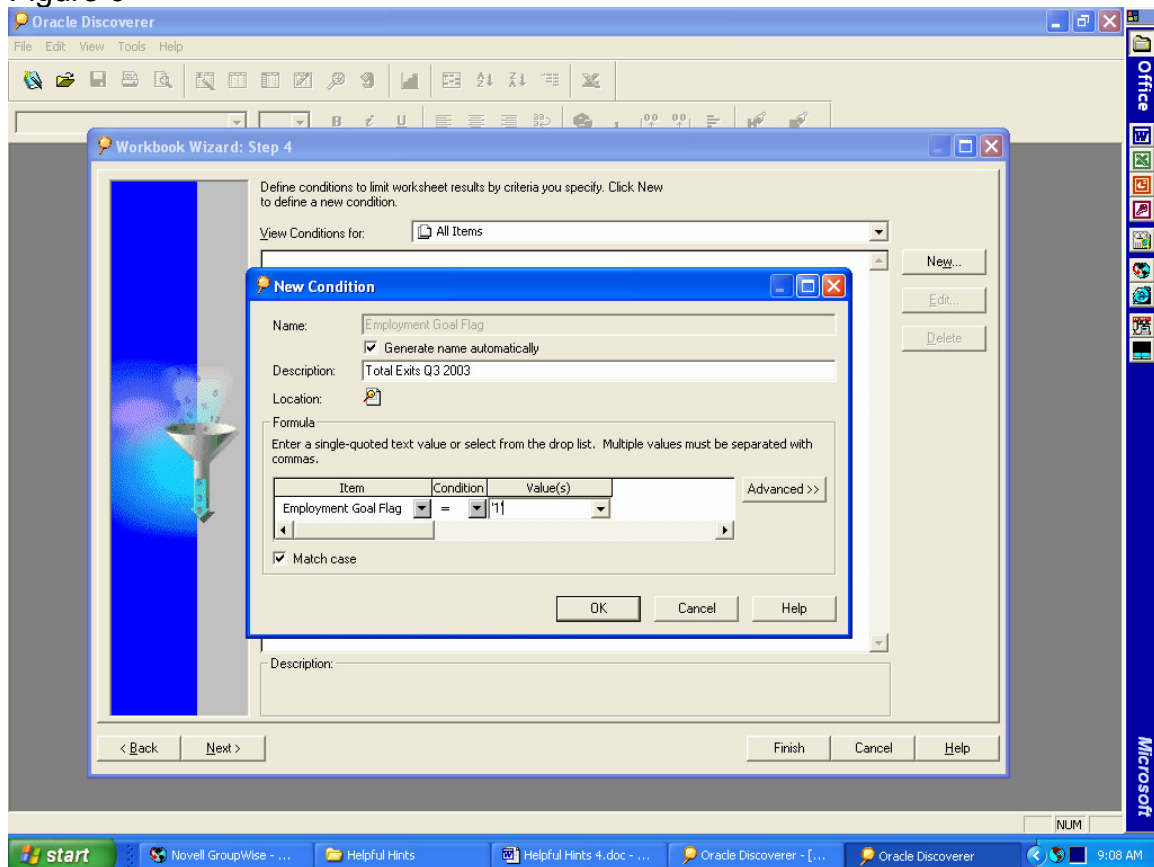 Oracle Discoverer
File Edit View Tools Help
B i U
Workbook Wizard: Step 4
Define conditions to limit worksheet results by criteria you specify. Click New
to define a new condition.
View Conditions for: All Items
New...
Edit...
Delete
New Condition
Name: Employment Goal Flag
Generate name automatically
Description: Total Exits Q3 2003
Location:
Formula
Enter a single-quoted text value or select from the drop list. Multiple values must be separated with
commas.
Item Condition Value(s)
Advanced >>
Employment Goal Flag = '1'
Match case
OK Cancel Help
Description:
< Back Next > Finish Cancel Help
NUM
Office
Microsoft
start Novell GroupWise - ... Helpful Hints Helpful Hints 4.doc - ... Oracle Discoverer - [... Oracle Discoverer 9:08 AM